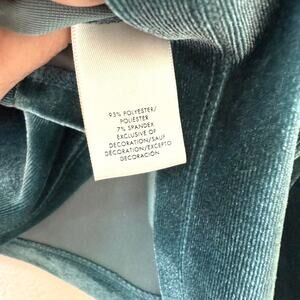 93% POLYESTER/
POLIÉSTER
7% SPANDEX
EXCLUSIVE OF
DECORATION/SAUF
DÉCORATION/EXCEPTO
DECORACIÓN